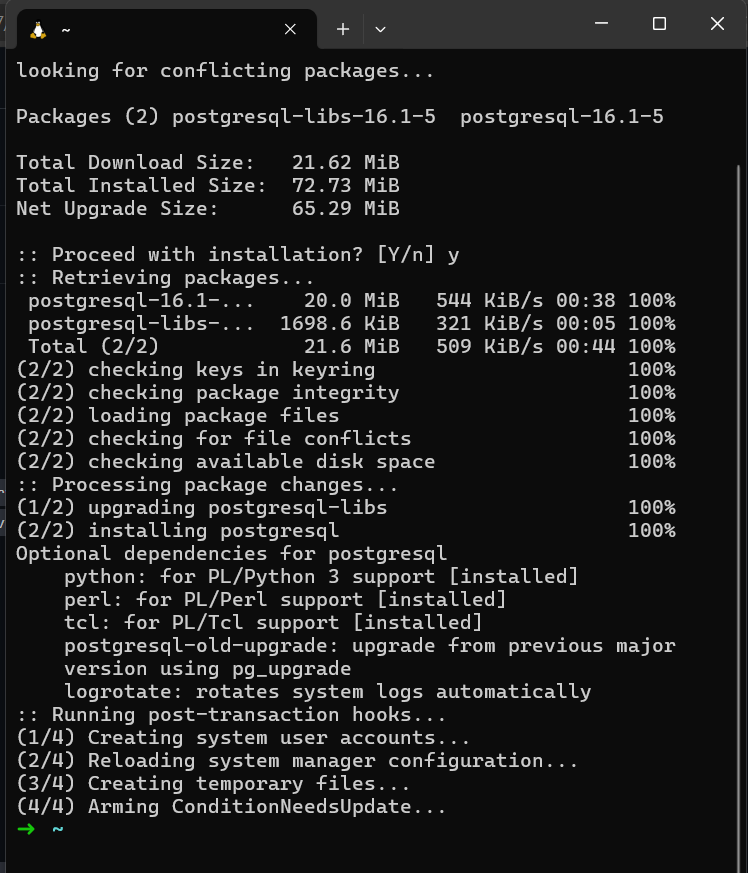 ~
looking for conflicting packages...
Packages (2) postgresql-libs-16.1-5  postgresql-16.1-5
Total Download Size:   21.62 MiB
Total Installed Size:  72.73 MiB
Net Upgrade Size:      65.29 MiB
:: Proceed with installation? [Y/n] y
:: Retrieving packages...
 postgresql-16.1-...    20.0 MiB   544 KiB/s 00:38 100%
 postgresql-libs-...  1698.6 KiB   321 KiB/s 00:05 100%
 Total (2/2)            21.6 MiB   509 KiB/s 00:44 100%
(2/2) checking keys in keyring                     100%
(2/2) checking package integrity                   100%
(2/2) loading package files                        100%
(2/2) checking for file conflicts                  100%
(2/2) checking available disk space                100%
:: Processing package changes...
(1/2) upgrading postgresql-libs                    100%
(2/2) installing postgresql                        100%
Optional dependencies for postgresql
    python: for PL/Python 3 support [installed]
    perl: for PL/Perl support [installed]
    tcl: for PL/Tcl support [installed]
    postgresql-old-upgrade: upgrade from previous major
    version using pg_upgrade
    logrotate: rotates system logs automatically
:: Running post-transaction hooks...
(1/4) Creating system user accounts...
(2/4) Reloading system manager configuration...
(3/4) Creating temporary files...
(4/4) Arming ConditionNeedsUpdate...
➜ ~